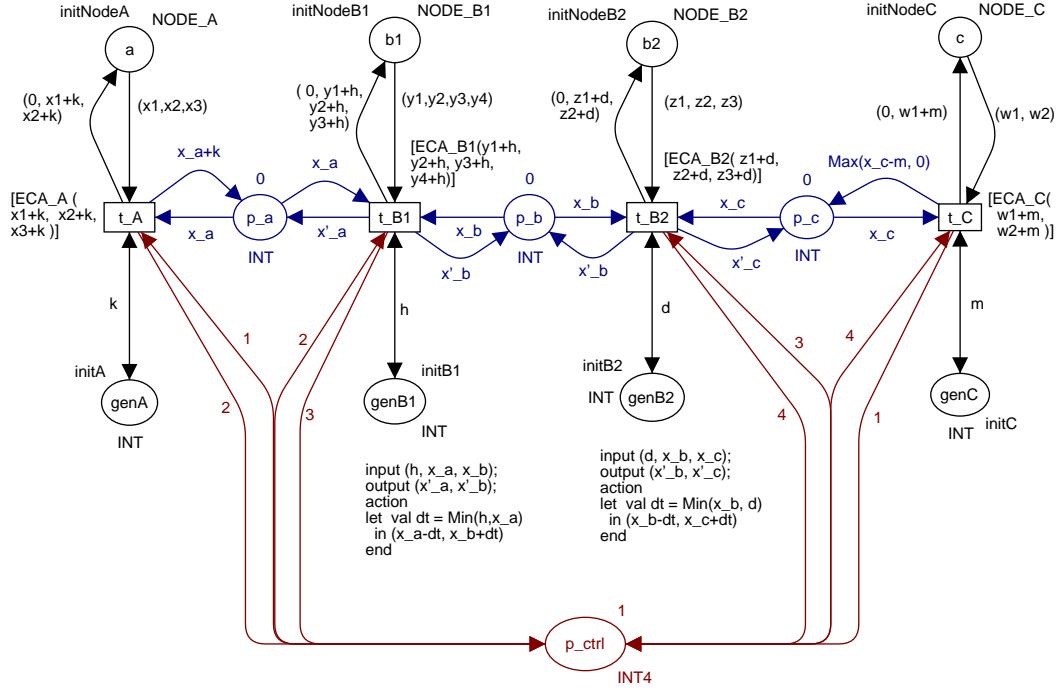 initNodeA
NODE_A
a
(0, x1+k,
x2+k)
(x1,x2,x3)
initNodeB1
NODE_B1
b1
( 0, y1+h,
y2+h,
y3+h)
(y1,y2,y3,y4)
[ECA_B1(y1+h,
y2+h, y3+h,
y4+h)]
initNodeB2
NODE_B2
b2
(0, z1+d,
z2+d)
(z1, z2, z3)
[ECA_B2( z1+d,
z2+d, z3+d)]
initNodeC
NODE_C
c
(0, w1+m)
(w1, w2)
[ECA_C(
w1+m,
w2+m )]
[ECA_A (
x1+k, x2+k,
x3+k )]
t_A
x_a+k
0
p_a
x_a
INT
x_a
x'_a
t_B1
x_b
x'_b
0
p_b
INT
x_b
x'_b
t_B2
x_c
x'_c
0
p_c
INT
Max(x_c-m, 0)
x_c
t_C
k
h
d
m
1
2
2
3
3
4
4
1
initA
genA
INT
initB1
genB1
INT
initB2
INT
genB2
genC
INT
initC
input (h, x_a, x_b);
output (x'_a, x'_b);
action
let val dt = Min(h,x_a)
in (x_a-dt, x_b+dt)
end
input (d, x_b, x_c);
output (x'_b, x'_c);
action
let val dt = Min(x_b, d)
in (x_b-dt, x_c+dt)
end
1
p_ctrl
INT4